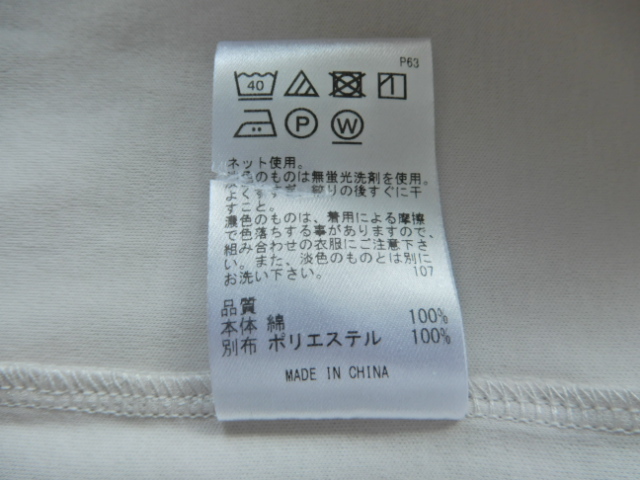 P63
40
P W
ネット使用。
色のものは無蛍光洗剤を使用。
絞りの後すぐに干
すこと。
濃色のものは、着用による摩擦
で色落ちする事がありますので、
組み合わせの衣服にご注意下さ
い。また、淡色のものとは別に
お洗い下さい。 107
品質
本体 綿 100%
別布 ポリエステル 100%
MADE IN CHINA